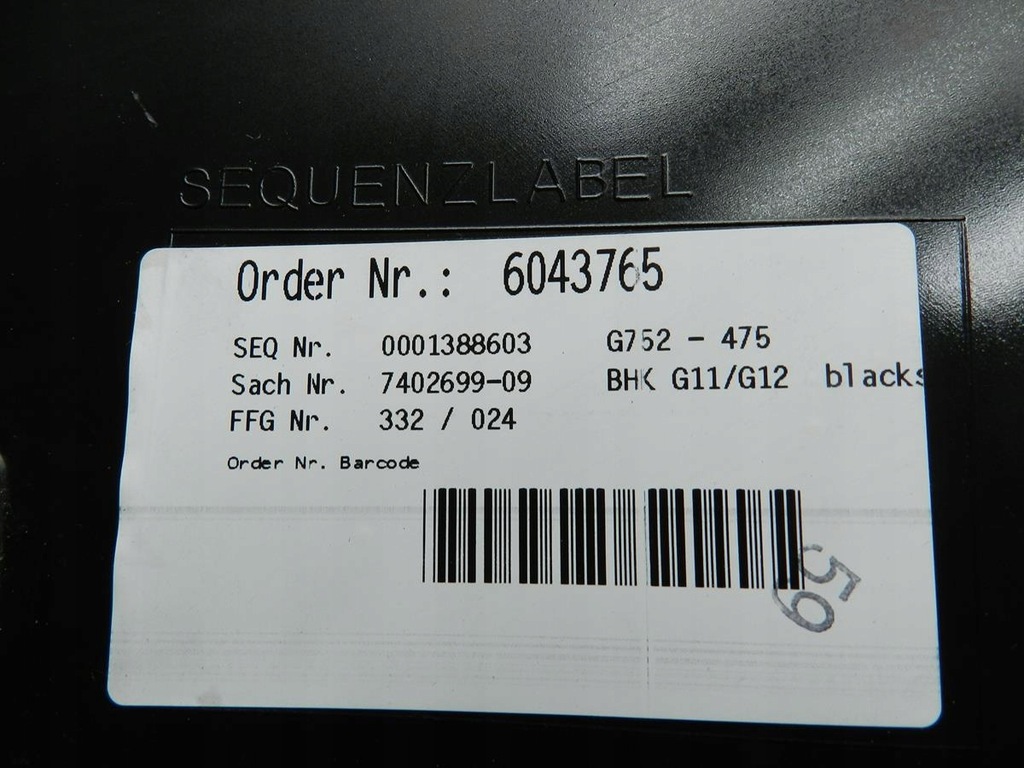 SEQUENZLABEL
Order Nr.: 6043765
SEQ Nr. 0001388603 G752 - 475
Sach Nr. 7402699-09 BHK G11/G12 blacks
FFG Nr. 332 / 024
Order Nr. Barcode
59